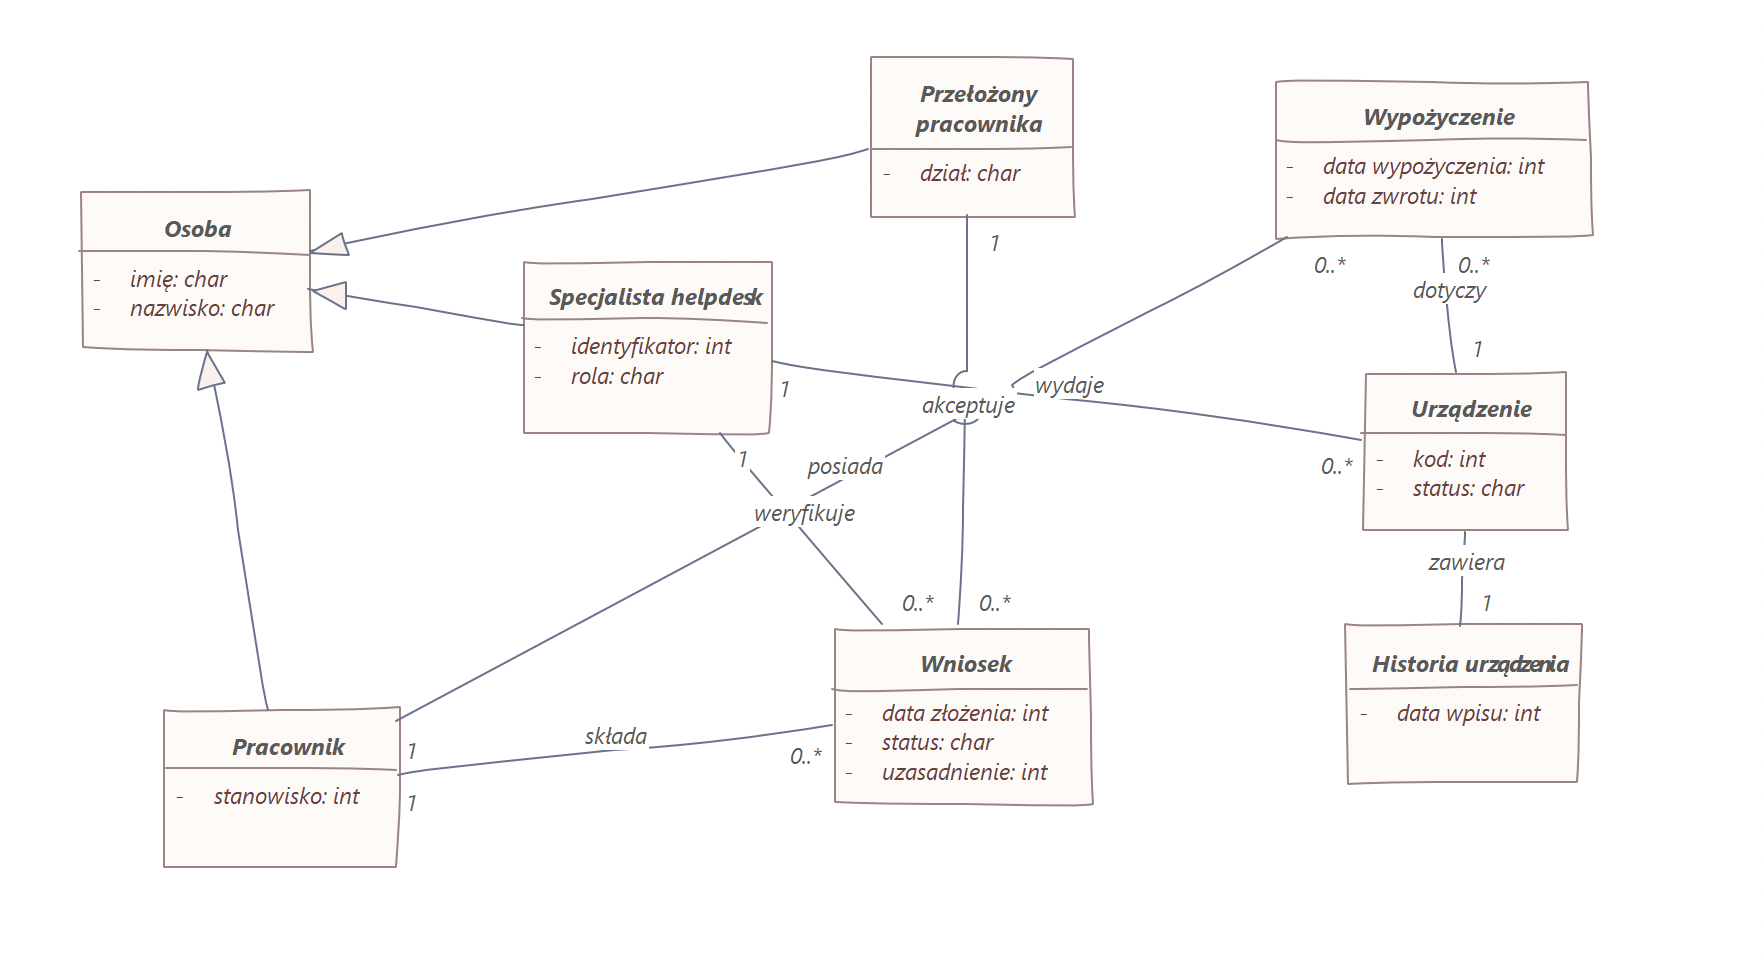 Przełożony
pracownika
- dział: char
1
Wypożyczenie
- data wypożyczenia: int
- data zwrotu: int
0..*
0..*
dotyczy
1
Osoba
- imię: char
- nazwisko: char
Specjalista helpdesk
- identyfikator: int
- rola: char
1
1
akceptuje
wydaje
0..*
Urządzenie
- kod: int
- status: char
posiada
weryfikuje
zawiera
1
0..*
0..*
Wniosek
- data złożenia: int
- status: char
- uzasadnienie: int
Historia urządzenia
- data wpisu: int
Pracownik
- stanowisko: int
1
1
składa
0..*